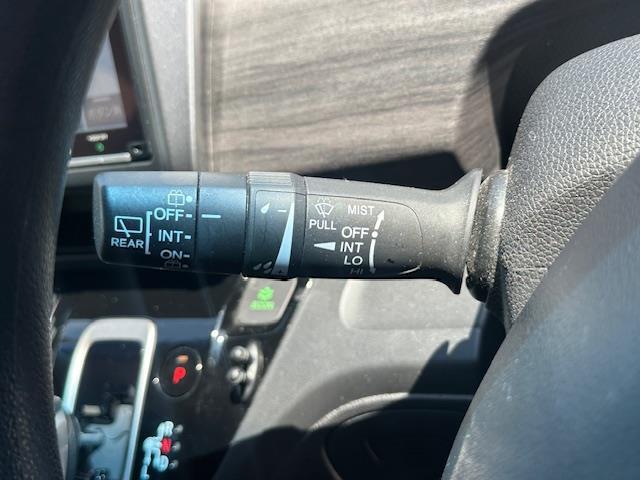 REAR
OFF
INT
ON
PULL
MIST
OFF
INT
LO
HI
P